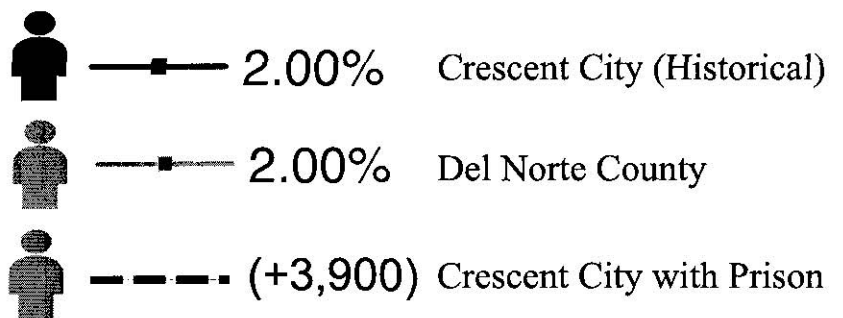 2.00% Crescent City (Historical)
2.00% Del Norte County
(+3,900) Crescent City with Prison